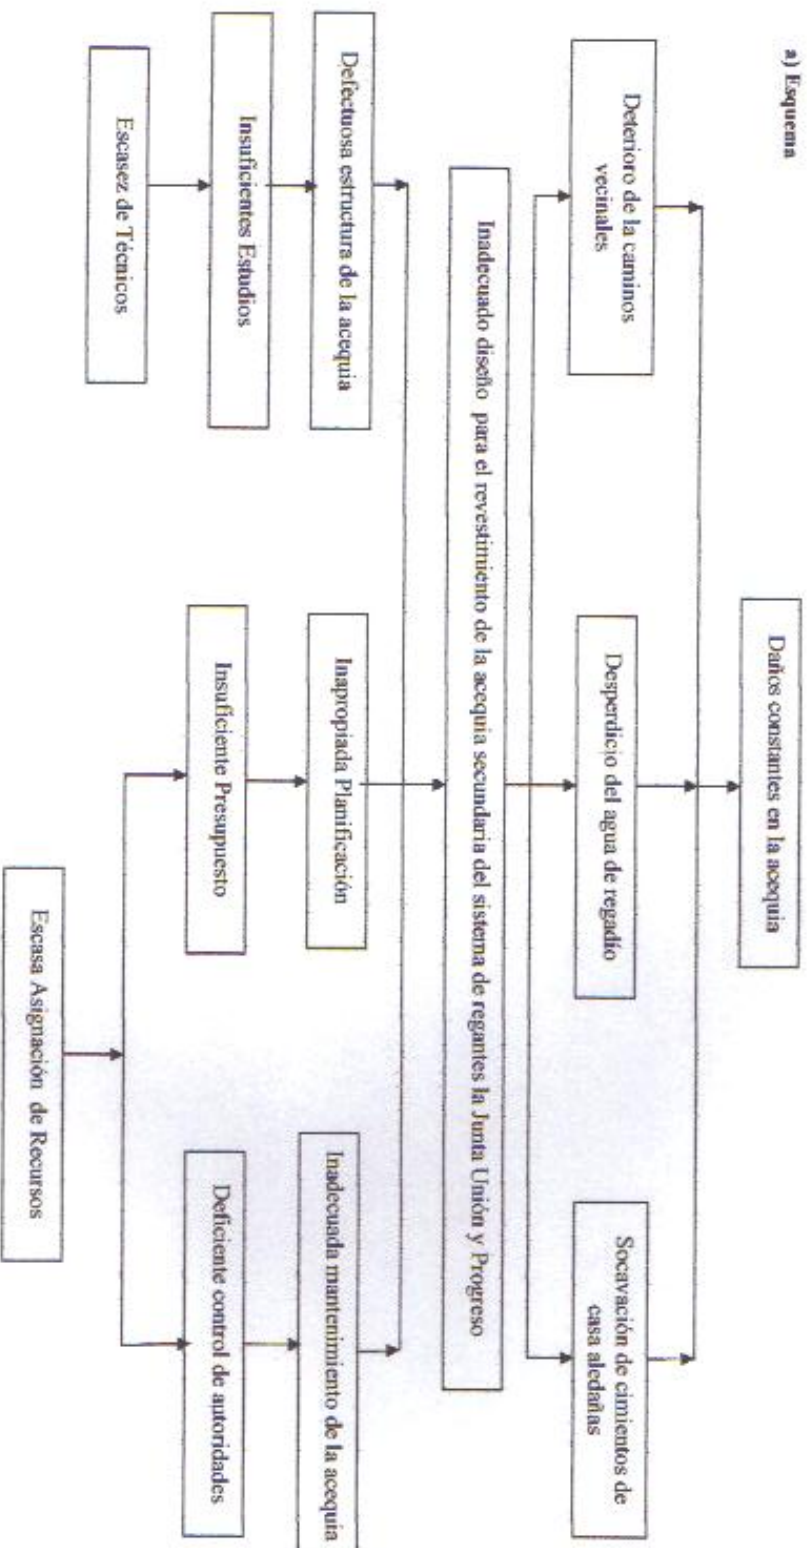 a) Esquema
Daños constantes en la acequia
Deterioro de la caminos
vecinales
Desperdicio del agua de regadío
Socavación de cimientos de
casa aledañas
Inadecuado diseño para el revestimiento de la acequia secundaria del sistema de regantes la Junta Unión y Progreso
Defectuosa estructura de la acequia
Inapropiada Planificación
Inadecuada mantenimiento de la acequia
Insuficientes Estudios
Insuficiente Presupuesto
Deficiente control de autoridades
Escasez de Técnicos
Escasa Asignación de Recursos